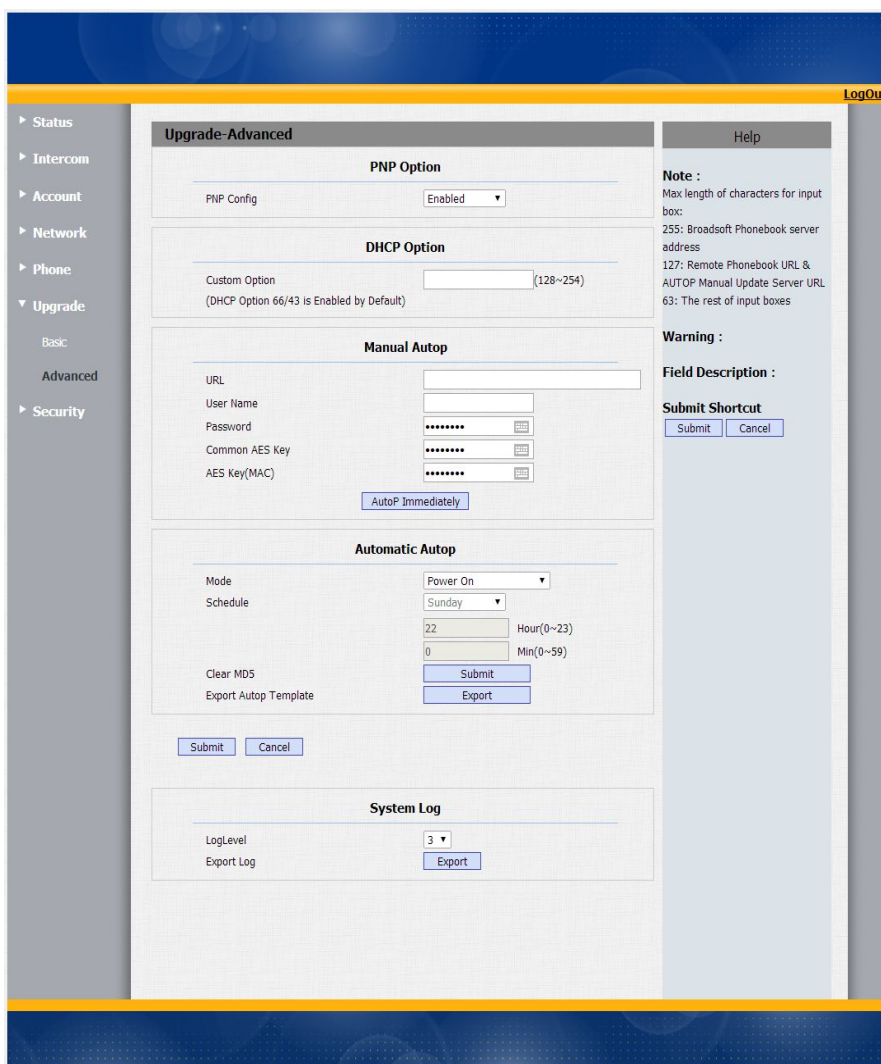 LogOu
Status
Intercom
Account
Network
Phone
Upgrade
Basic
Advanced
Security
Upgrade-Advanced
PNP Option
PNP Config Enabled
DHCP Option
Custom Option (128~254)
(DHCP Option 66/43 is Enabled by Default)
Manual Autop
URL
User Name
Password ••••••••
Common AES Key ••••••••
AES Key(MAC) ••••••••
AutoP Immediately
Automatic Autop
Mode Power On
Schedule Sunday
22 Hour(0~23)
0 Min(0~59)
Clear MD5 Submit
Export Autop Template Export
Submit Cancel
System Log
LogLevel 3
Export Log Export
Help
Note :
Max length of characters for input
box:
255: Broadsoft Phonebook server
address
127: Remote Phonebook URL &
AUTOP Manual Update Server URL
63: The rest of input boxes
Warning :
Field Description :
Submit Shortcut
Submit Cancel